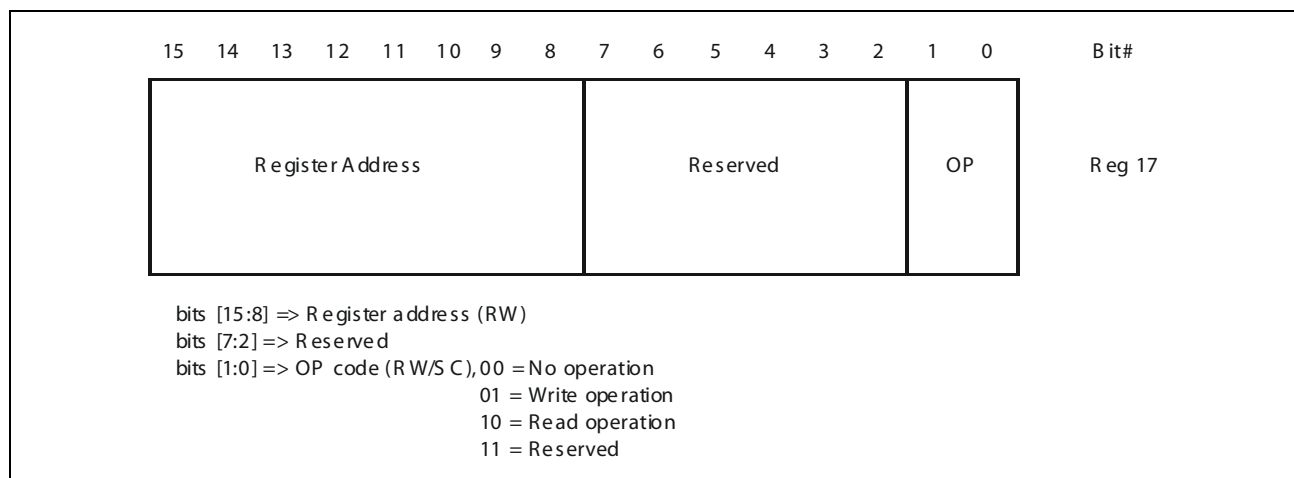 15 14 13 12 11 10 9 8 7 6 5 4 3 2 1 0 Bit#
Register Address Reserved OP Reg 17
bits [15:8] => Register address (RW)
bits [7:2] => Reserved
bits [1:0] => OP code (RW/SC), 00 = No operation
01 = Write operation
10 = Read operation
11 = Reserved